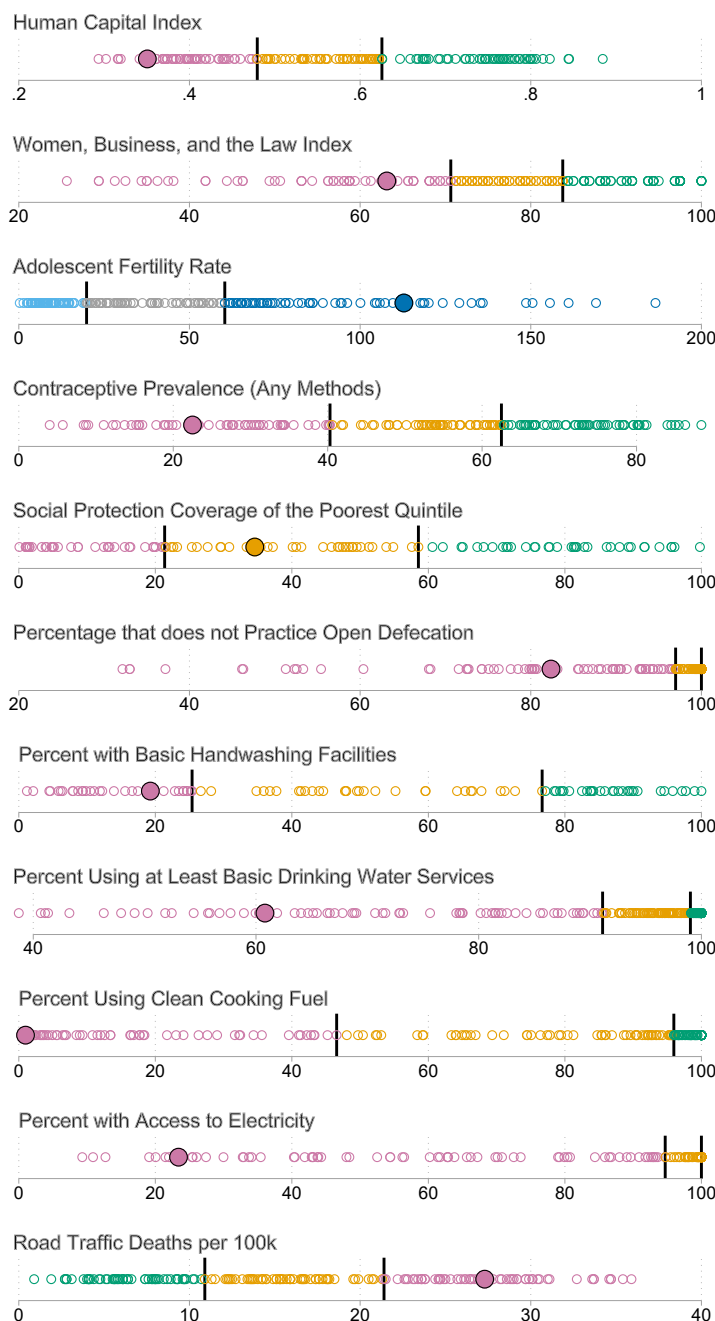 Human Capital Index
.2 .4 .6 .8 1
Women, Business, and the Law Index
20 40 60 80 100
Adolescent Fertility Rate
0 50 100 150 200
Contraceptive Prevalence (Any Methods)
0 20 40 60 80
Social Protection Coverage of the Poorest Quintile
0 20 40 60 80 100
Percentage that does not Practice Open Defecation
20 40 60 80 100
Percent with Basic Handwashing Facilities
0 20 40 60 80 100
Percent Using at Least Basic Drinking Water Services
40 60 80 100
Percent Using Clean Cooking Fuel
0 20 40 60 80 100
Percent with Access to Electricity
0 20 40 60 80 100
Road Traffic Deaths per 100k
0 10 20 30 40